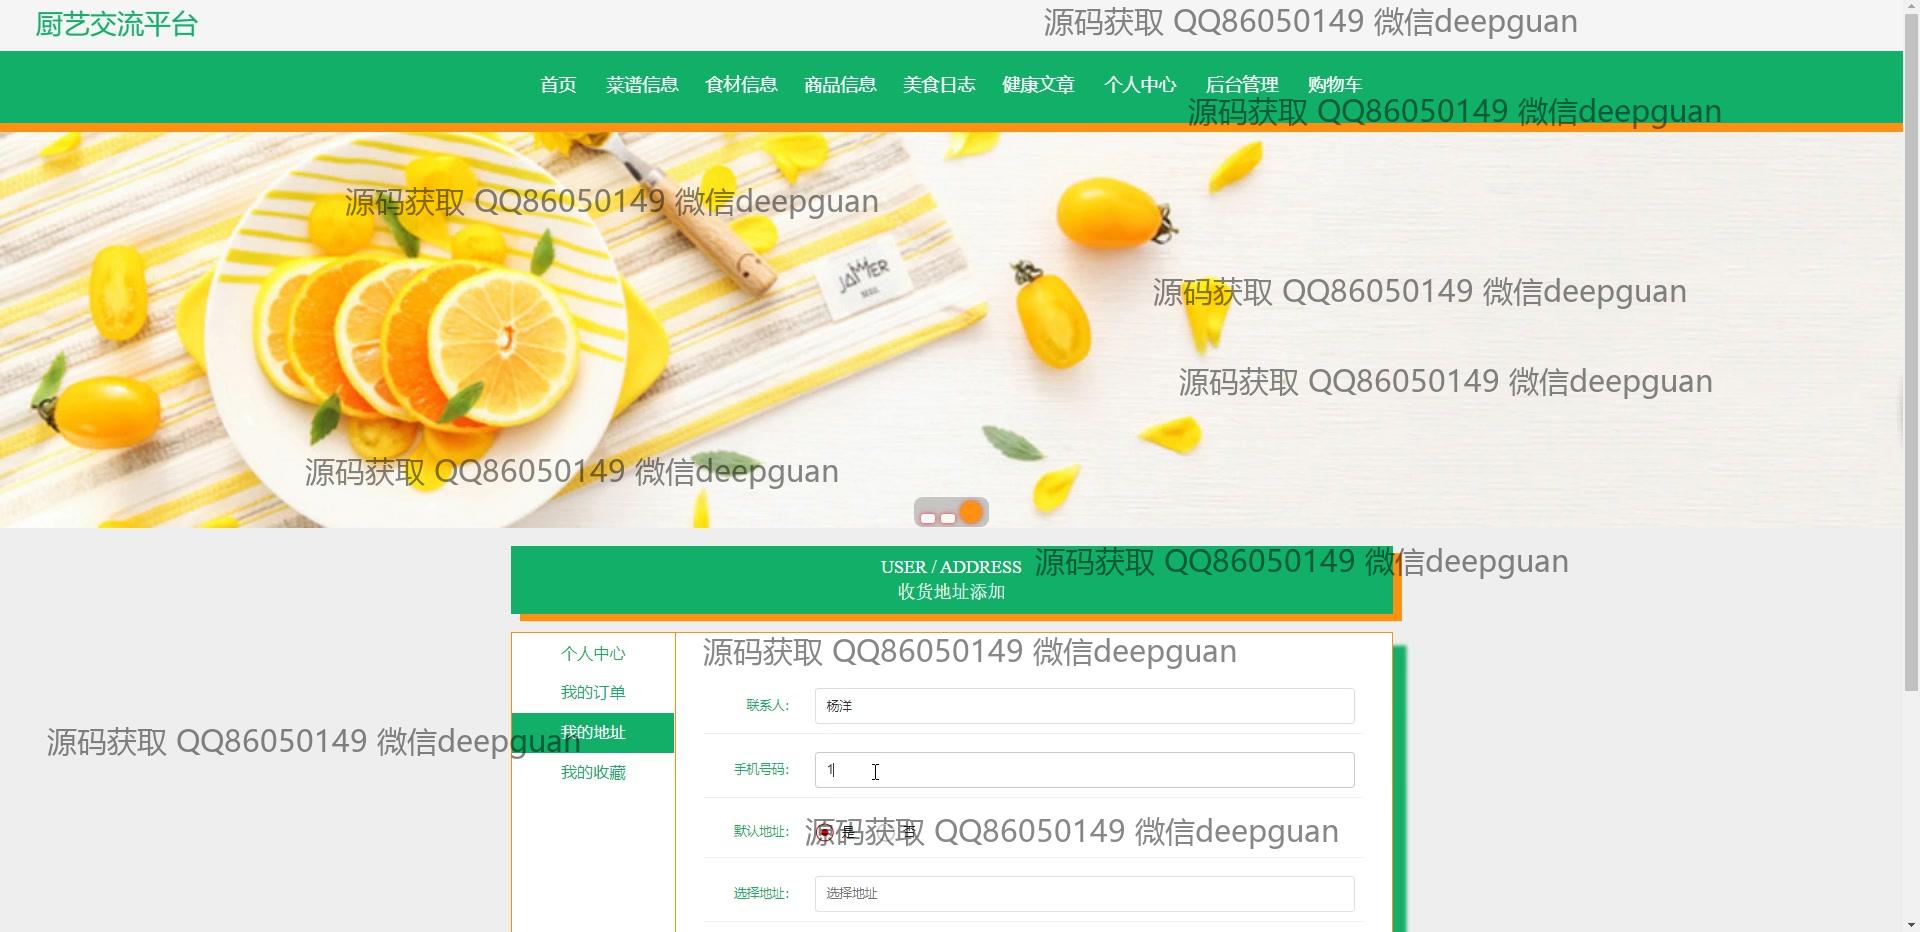 厨艺交流平台
源码获取 QQ86050149 微信deepguan
首页 菜谱信息 食材信息 商品信息 美食日志 健康文章 个人中心 后台管理 购物车
源码获取 QQ86050149 微信deepguan
源码获取 QQ86050149 微信deepguan
JAMMER
源码获取 QQ86050149 微信deepguan
源码获取 QQ86050149 微信deepguan
源码获取 QQ86050149 微信deepguan
USER / ADDRESS
源码获取 QQ86050149 微信deepguan
收货地址添加
个人中心
源码获取 QQ86050149 微信deepguan
我的订单
联系人: 杨洋
我的地址
源码获取 QQ86050149 微信deepguan
我的收藏
手机号码: 1
默认地址: 是 否
源码获取 QQ86050149 微信deepguan
选择地址: 选择地址